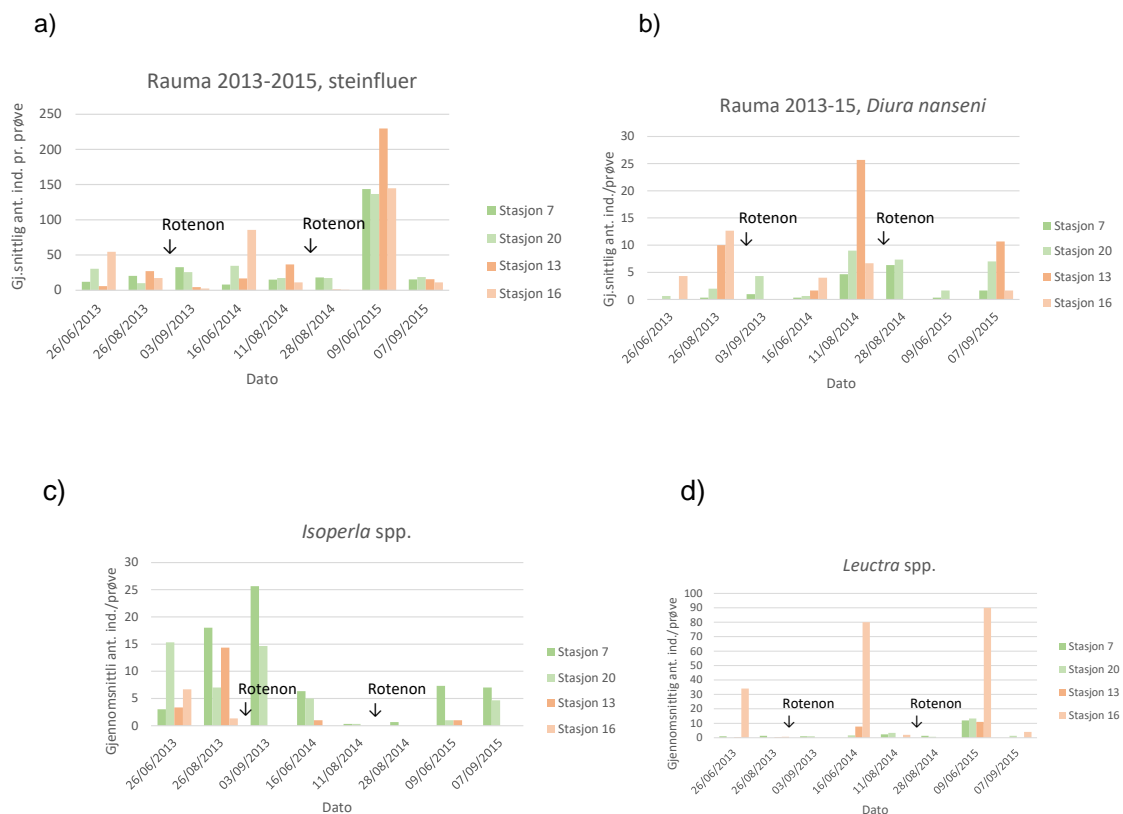 a)
Rauma 2013-2015, steinfluer
Gj.snittlig ant. ind. pr. prøve
250
200
150
100
50
0
Rotenon
Rotenon
26/06/2013
26/08/2013
03/09/2013
16/06/2014
11/08/2014
28/08/2014
09/06/2015
07/09/2015
Dato
Stasjon 7
Stasjon 20
Stasjon 13
Stasjon 16
b)
Rauma 2013-15, Diura nanseni
Gj.snittlig ant. ind./prøve
30
25
20
15
10
5
0
Rotenon
Rotenon
26/06/2013
26/08/2013
03/09/2013
16/06/2014
11/08/2014
28/08/2014
09/06/2015
07/09/2015
Dato
Stasjon 7
Stasjon 20
Stasjon 13
Stasjon 16
c)
Isoperla spp.
Gjennomsnittli ant. ind./prøve
30
25
20
15
10
5
0
Rotenon
Rotenon
26/06/2013
26/08/2013
03/09/2013
16/06/2014
11/08/2014
28/08/2014
09/06/2015
07/09/2015
Dato
Stasjon 7
Stasjon 20
Stasjon 13
Stasjon 16
d)
Leuctra spp.
Gjennomsnitttig ant. ind./prøve
100
90
80
70
60
50
40
30
20
10
0
Rotenon
Rotenon
26/06/2013
26/08/2013
03/09/2013
16/06/2014
11/08/2014
28/08/2014
09/06/2015
07/09/2015
Dato
Stasjon 7
Stasjon 20
Stasjon 13
Stasjon 16